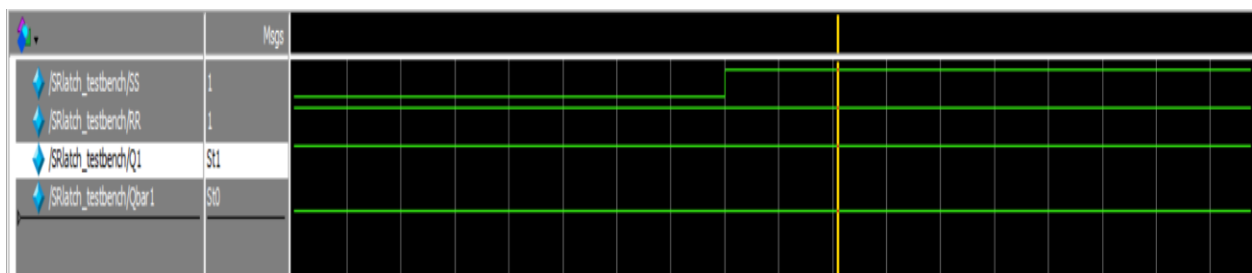 Msgs
/SRlatch_testbench/SS 1
/SRlatch_testbench/RR 1
/SRlatch_testbench/Q1 St1
/SRlatch_testbench/Qbar1 St0